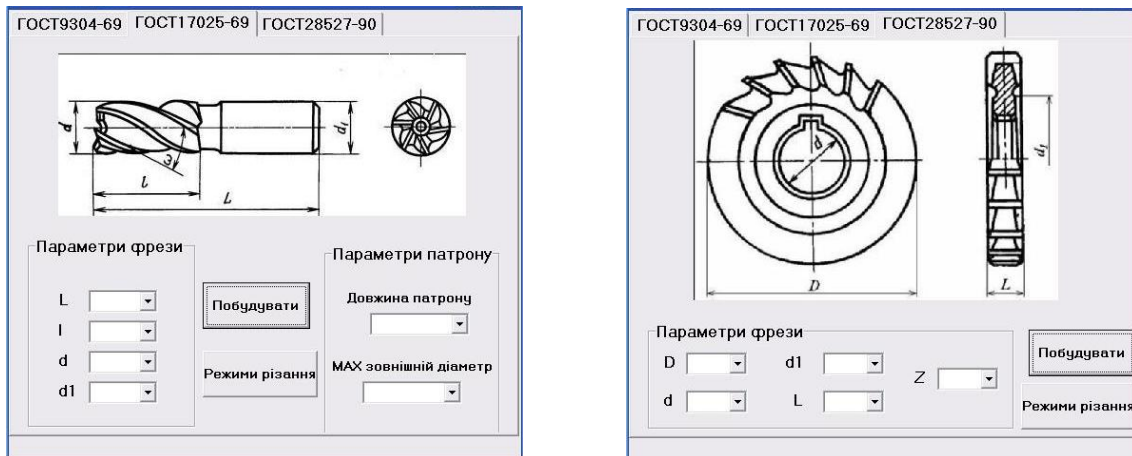 ГОСТ9304-69 ГОСТ17025-69 ГОСТ28527-90
d
d₁
ω
l
L
Параметри фрези
L
l
d
d1
Побудувати
Режими різання
Параметри патрону
Довжина патрону
МАХ зовнішній діаметр
ГОСТ9304-69 ГОСТ17025-69 ГОСТ28527-90
d
d₁
D
L
Параметри фрези
D
d1
Z
d
L
Побудувати
Режими різання